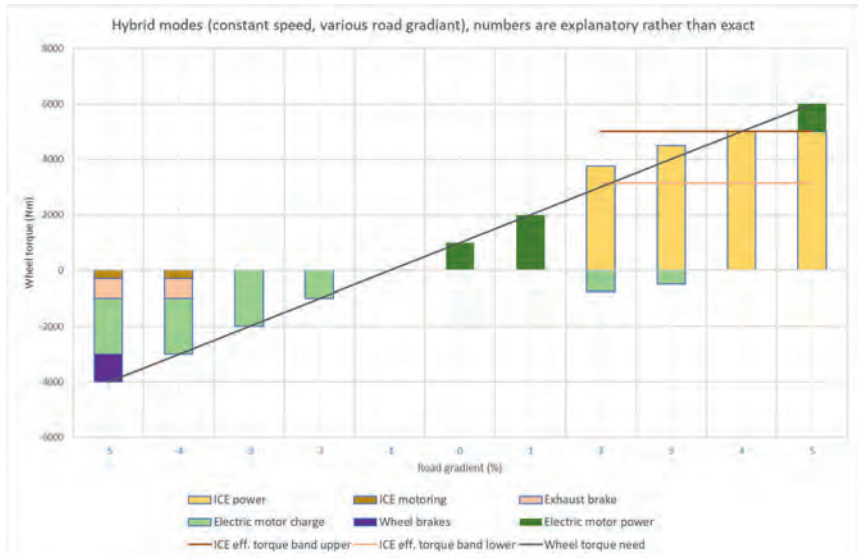 Hybrid modes (constant speed, various road gradiant), numbers are explanatory rather than exact
8000
6000
4000
2000
0
-2000
-4000
-6000
Wheel torque (Nm)
-5 -4 -3 -2 -1 0 1 2 3 4 5
Road gradient (%)
ICE power ICE motoring Exhaust brake
Electric motor charge Wheel brakes Electric motor power
ICE eff. torque band upper ICE eff. torque band lower Wheel torque need